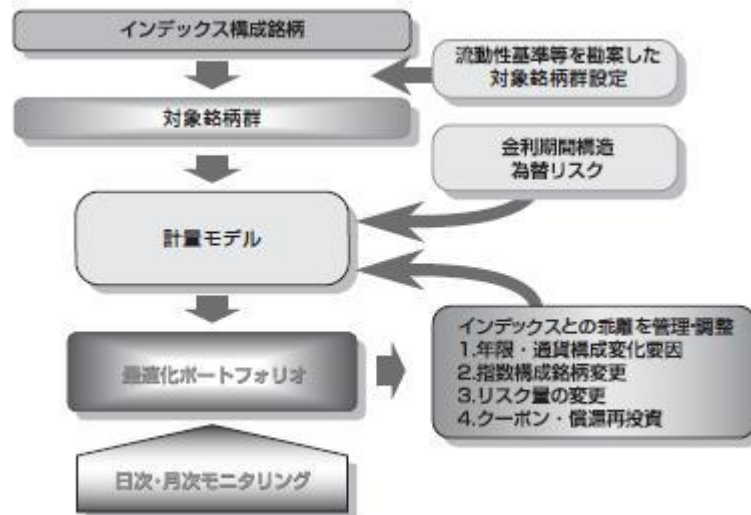 インデックス構成銘柄
流動性基準等を勘案した
対象銘柄群設定
対象銘柄群
金利期間構造
為替リスク
計量モデル
インデックスとの乖離を管理・調整
1.年限・通貨構成変化要因
2.指数構成銘柄変更
3.リスク量の変更
4.クーポン・償還再投資
最適化ポートフォリオ
日次・月次モニタリング